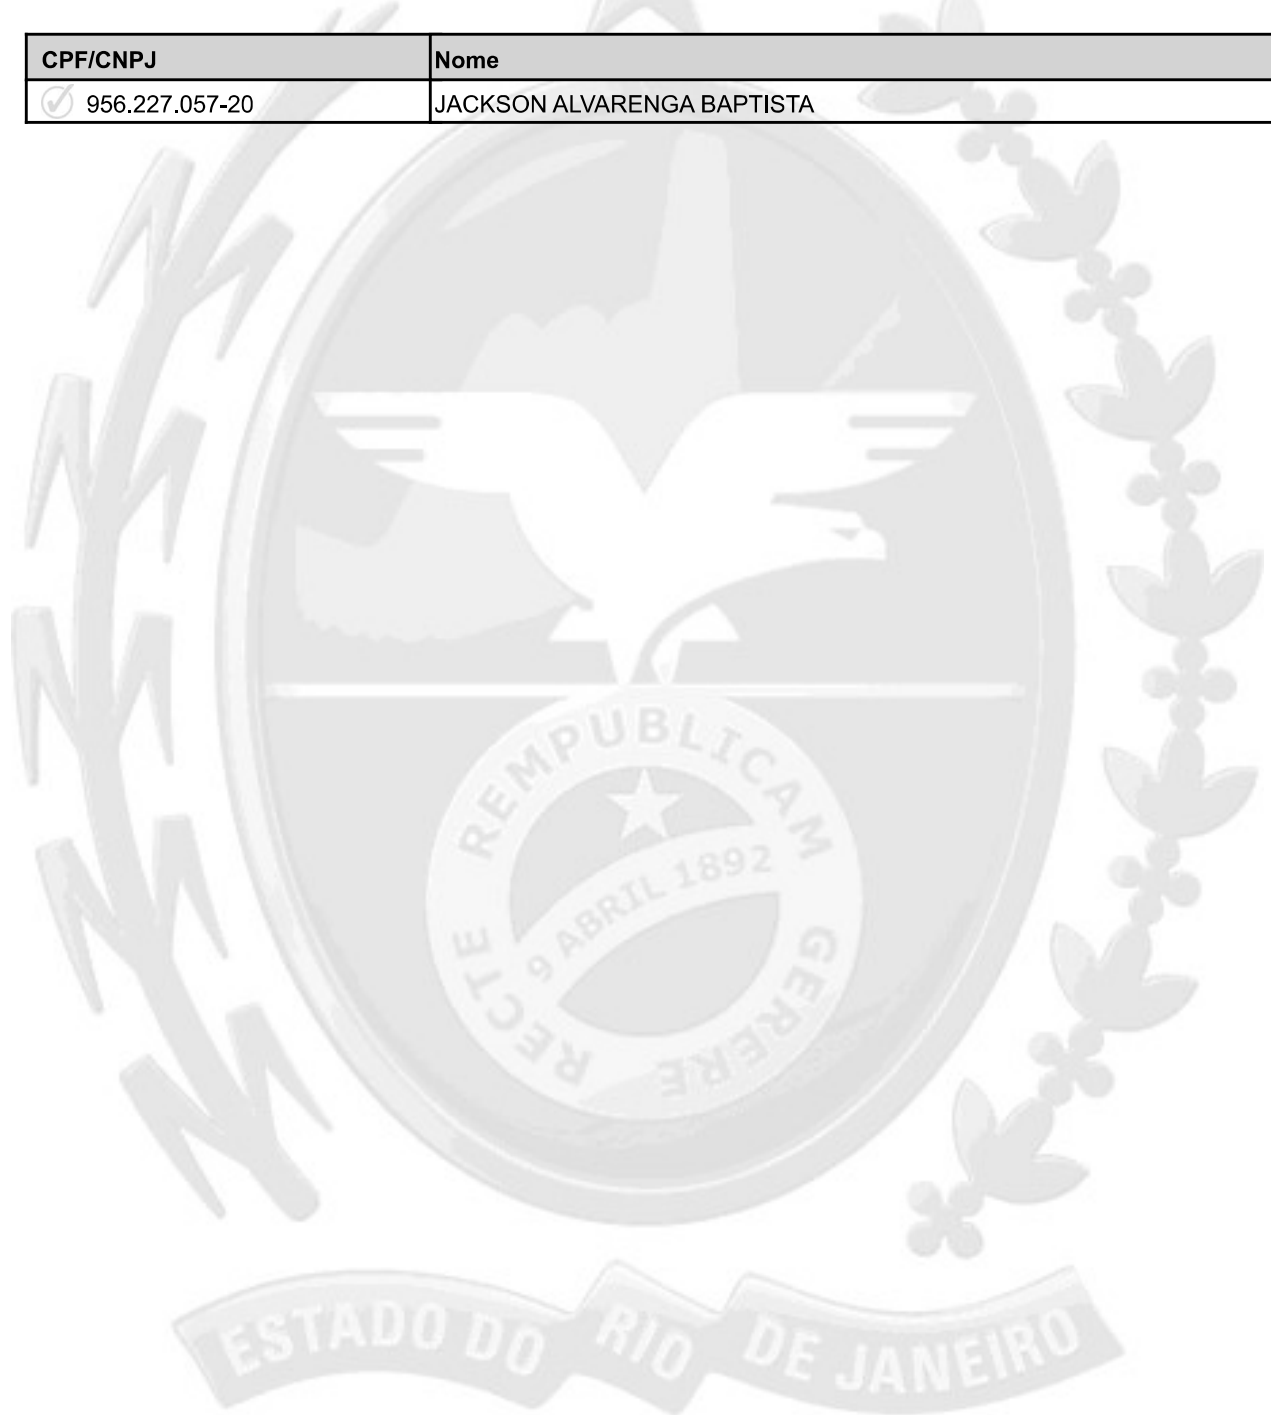 CPF/CNPJ Nome
956.227.057-20 JACKSON ALVARENGA BAPTISTA
REMPUBLICAM
9 ABRIL 1892
RECTE GERERE
ESTADO DO RIO DE JANEIRO